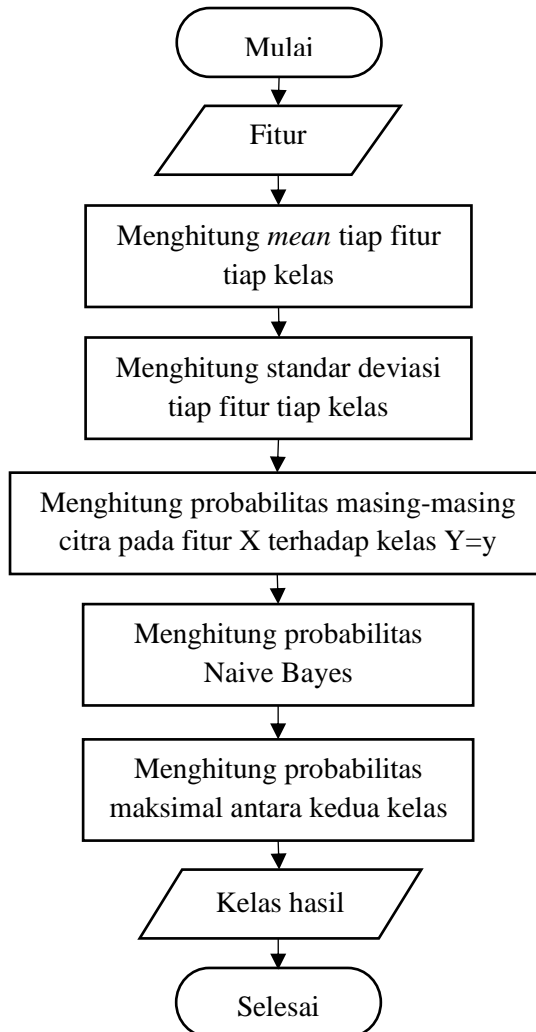 Mulai
Fitur
Menghitung mean tiap fitur
tiap kelas
Menghitung standar deviasi
tiap fitur tiap kelas
Menghitung probabilitas masing-masing
citra pada fitur X terhadap kelas Y=y
Menghitung probabilitas
Naive Bayes
Menghitung probabilitas
maksimal antara kedua kelas
Kelas hasil
Selesai